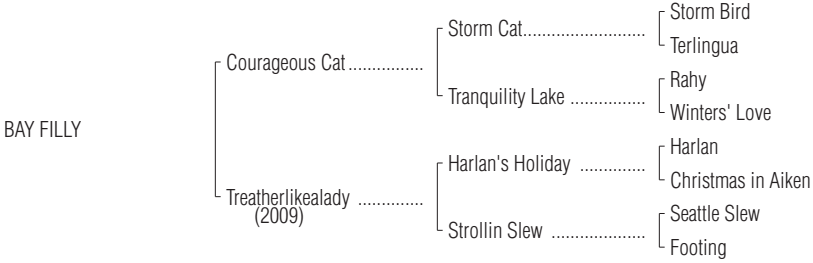 Storm Bird
Storm Cat..........................
Terlingua
Courageous Cat ................
Rahy
Tranquility Lake ................
Winters' Love
BAY FILLY
Harlan
Harlan's Holiday ..............
Christmas in Aiken
Treatherlikealady ..............
(2009)
Seattle Slew
Strollin Slew ....................
Footing